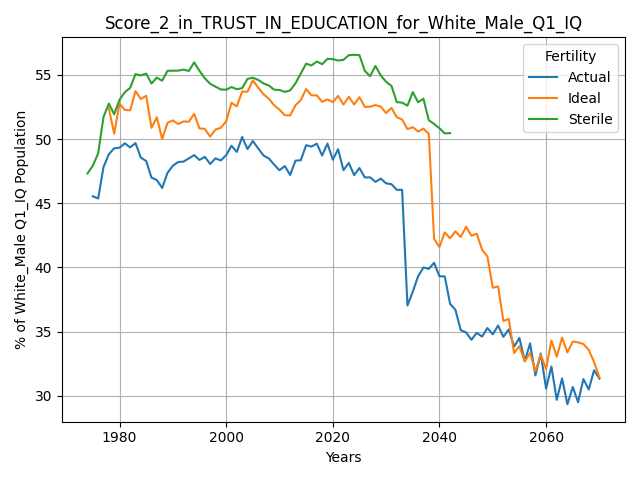 Score_2_in_TRUST_IN_EDUCATION_for_White_Male_Q1_IQ
% of White_Male Q1_IQ Population
55
50
45
40
35
30
1980
2000
2020
2040
2060
Years
Fertility
Actual
Ideal
Sterile